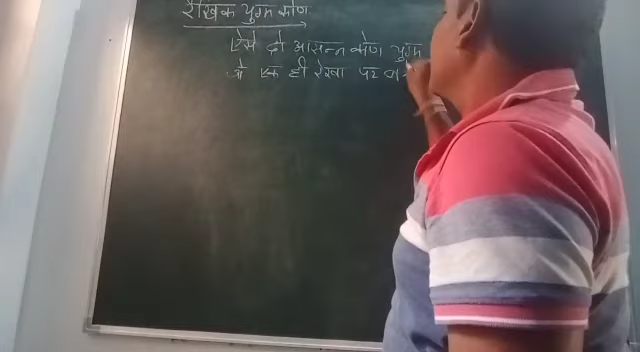 रैखिक युग्म कोण
ऐसे दो आसन्न कोण युग्म
जो एक ही रेखा पर